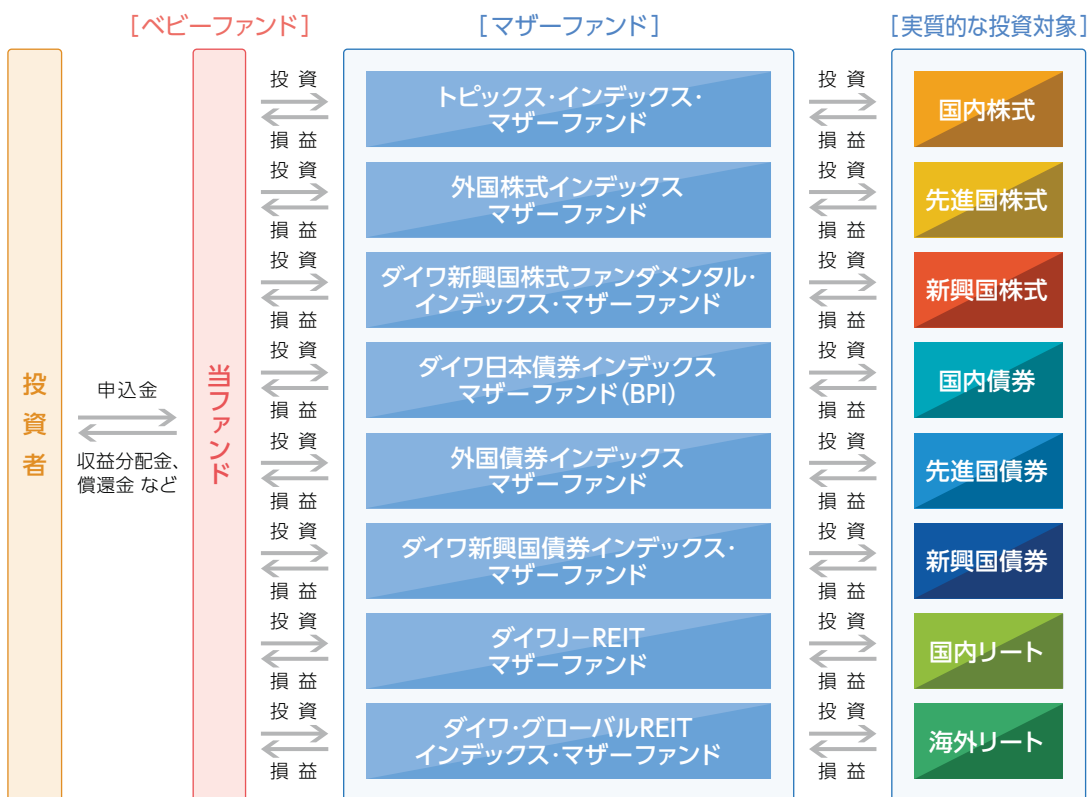 ［ベビーファンド］
［マザーファンド］
［実質的な投資対象］
投資者
申込金
収益分配金、
償還金 など
当ファンド
投 資
損 益
トピックス・インデックス・
マザーファンド
投 資
損 益
国内株式
投 資
損 益
外国株式インデックス
マザーファンド
投 資
損 益
先進国株式
投 資
損 益
ダイワ新興国株式ファンダメンタル・
インデックス・マザーファンド
投 資
損 益
新興国株式
投 資
損 益
ダイワ日本債券インデックス
マザーファンド（BPI）
投 資
損 益
国内債券
投 資
損 益
外国債券インデックス
マザーファンド
投 資
損 益
先進国債券
投 資
損 益
ダイワ新興国債券インデックス・
マザーファンド
投 資
損 益
新興国債券
投 資
損 益
ダイワJ－REIT
マザーファンド
投 資
損 益
国内リート
投 資
損 益
ダイワ・グローバルREIT
インデックス・マザーファンド
投 資
損 益
海外リート